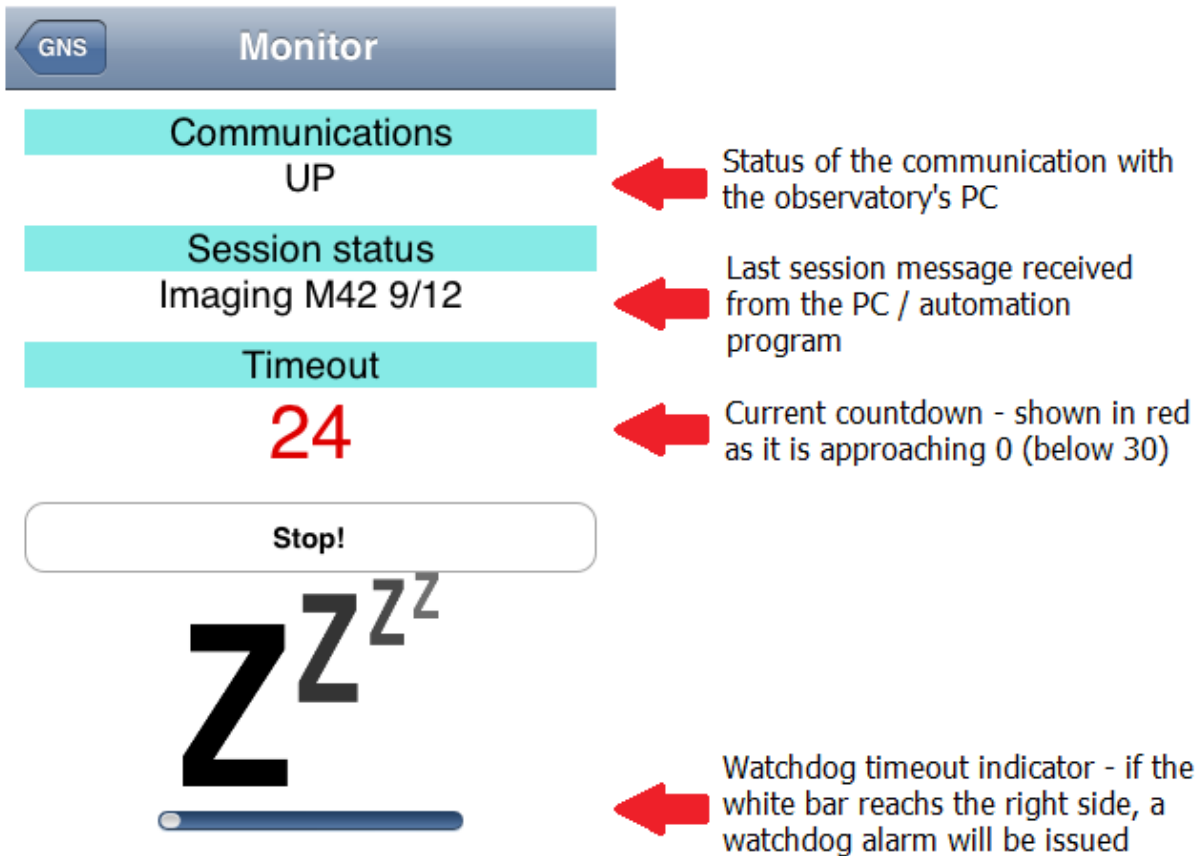 GNS
Monitor
Communications
UP
Status of the communication with
the observatory's PC
Session status
Imaging M42 9/12
Last session message received
from the PC / automation
program
Timeout
24
Current countdown - shown in red
as it is approaching 0 (below 30)
Stop!
Z Z Z Z
Watchdog timeout indicator - if the
white bar reachs the right side, a
watchdog alarm will be issued